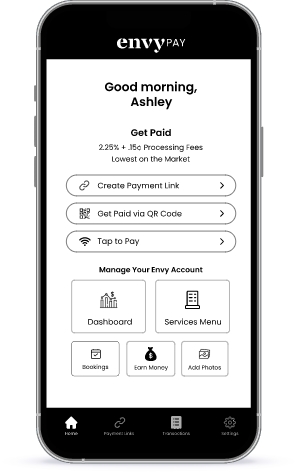 envy PAY
Good morning,
Ashley
Get Paid
2.25% + .15¢ Processing Fees
Lowest on the Market
Create Payment Link
Get Paid via QR Code
Tap to Pay
Manage Your Envy Account
Dashboard
Services Menu
Bookings
Earn Money
Add Photos
Home
Payment Links
Transactions
Settings